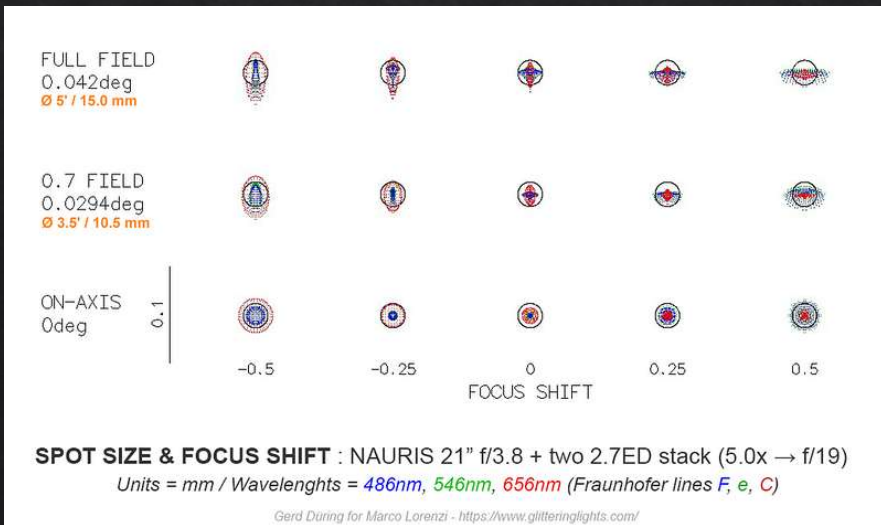 FULL FIELD
0.042deg
Ø 5' / 15.0 mm
0.7 FIELD
0.0294deg
Ø 3.5' / 10.5 mm
ON-AXIS
0deg
0.1
-0.5 -0.25 0 0.25 0.5
FOCUS SHIFT
SPOT SIZE & FOCUS SHIFT : NAURIS 21" f/3.8 + two 2.7ED stack (5.0x → f/19)
Units = mm / Wavelenghts = 486nm, 546nm, 656nm (Fraunhofer lines F, e, C)
Gerd Düring for Marco Lorenzi - https://www.glitteringlights.com/